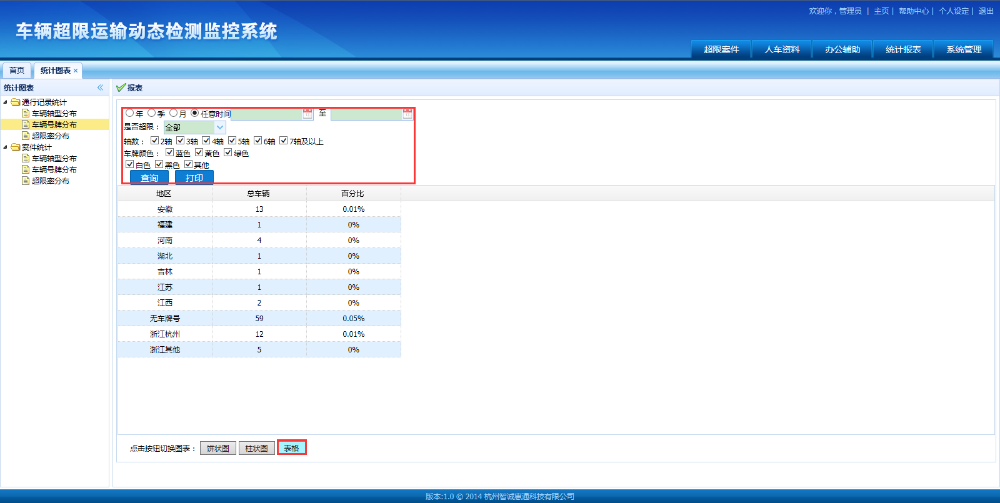 欢迎你，管理员 | 主页 | 帮助中心 | 个人设定 | 退出
车辆超限运输动态检测监控系统
超限案件 人车资料 办公辅助 统计报表 系统管理
首页 统计图表 ×
统计图表
报表
通行记录统计
车辆轴型分布
车辆号牌分布
超限率分布
案件统计
车辆轴型分布
车辆号牌分布
超限率分布
年 季 月 任意时间 至
是否超限： 全部
轴数： 2轴 3轴 4轴 5轴 6轴 7轴及以上
车牌颜色： 蓝色 黄色 绿色
白色 黑色 其他
查询 打印
地区 总车辆 百分比
安徽 13 0.01%
福建 1 0%
河南 4 0%
湖北 1 0%
吉林 1 0%
江苏 1 0%
江西 2 0%
无车牌号 59 0.05%
浙江杭州 12 0.01%
浙江其他 5 0%
点击按钮切换图表： 饼状图 柱状图 表格
版本:1.0 © 2014 杭州智诚惠通科技有限公司